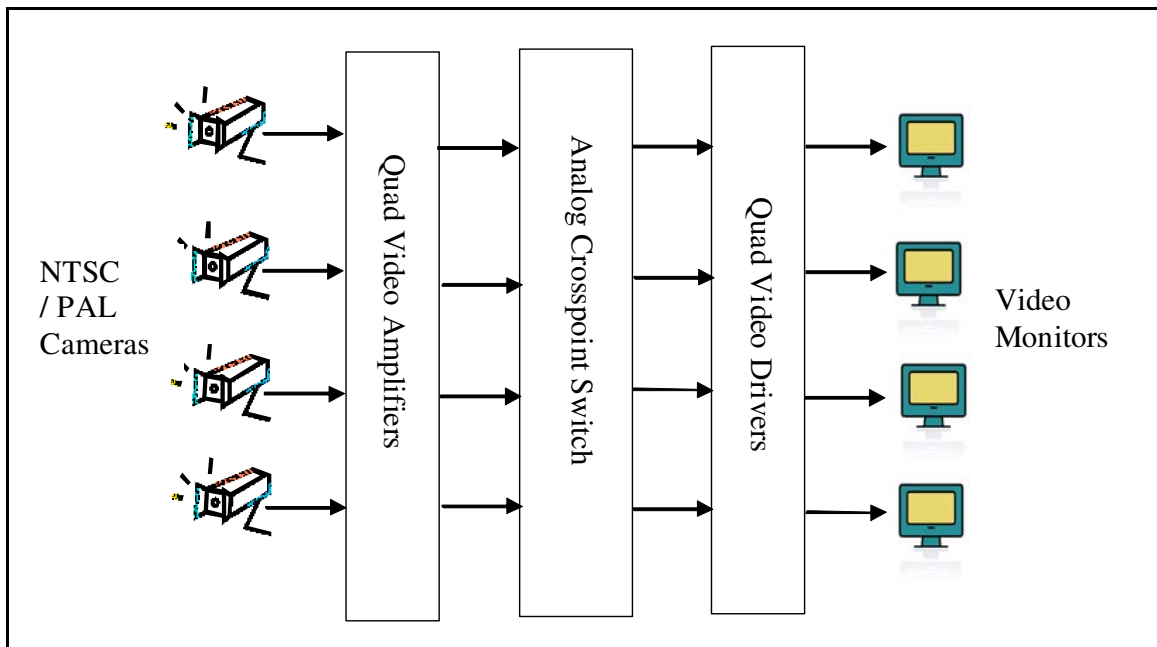 NTSC
/ PAL
Cameras
Quad Video Amplifiers
Analog Crosspoint Switch
Quad Video Drivers
Video
Monitors